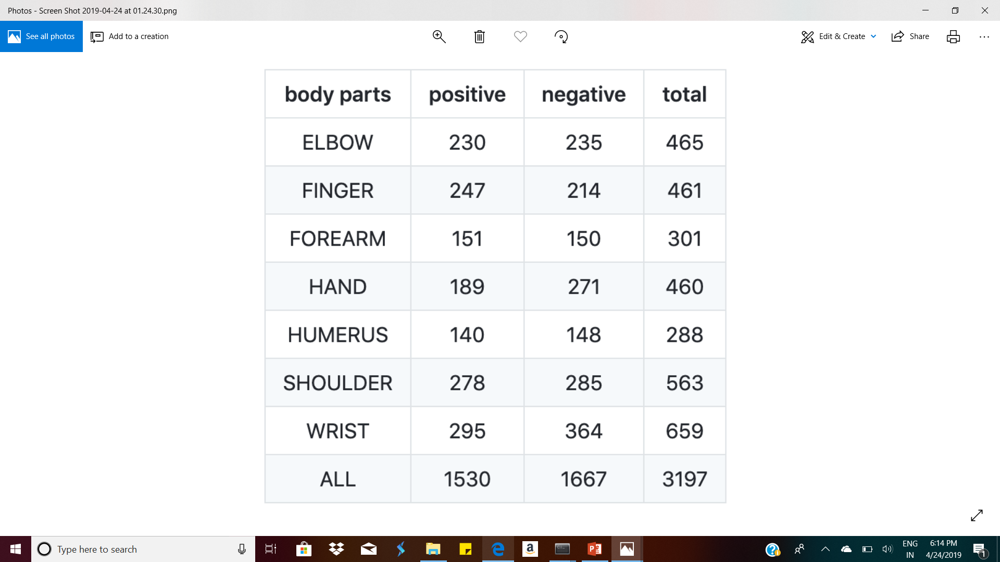 Photos - Screen Shot 2019-04-24 at 01.24.30.png
See all photos
Add to a creation
Edit & Create
Share
body parts positive negative total
ELBOW 230 235 465
FINGER 247 214 461
FOREARM 151 150 301
HAND 189 271 460
HUMERUS 140 148 288
SHOULDER 278 285 563
WRIST 295 364 659
ALL 1530 1667 3197
Type here to search
ENG
IN
6:14 PM
4/24/2019
1